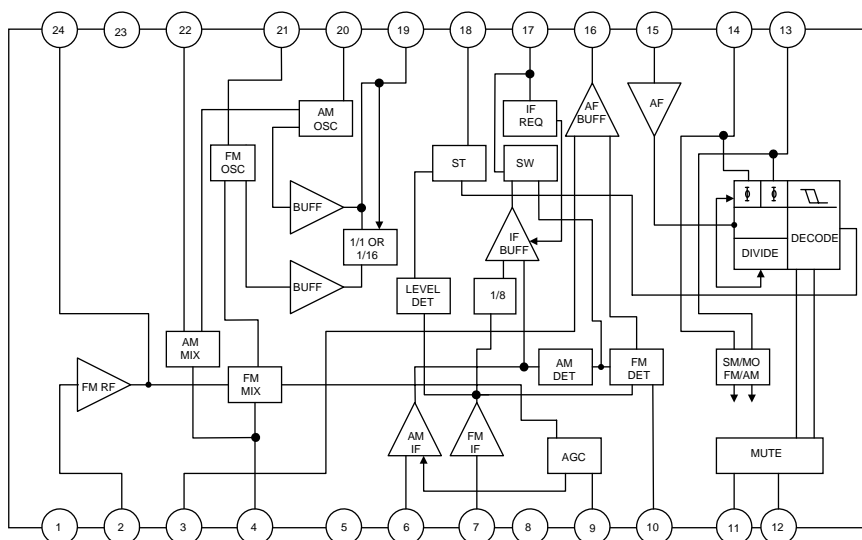 24
23
22
21
20
19
18
17
16
15
14
13
AM
OSC
IF
REQ
AF
BUFF
AF
FM
OSC
ST
SW
BUFF
1/1 OR
1/16
IF
BUFF
DECODE
DIVIDE
BUFF
LEVEL
DET
1/8
AM
MIX
FM RF
FM
MIX
AM
DET
FM
DET
SM/MO
FM/AM
AM
IF
FM
IF
AGC
MUTE
1
2
3
4
5
6
7
8
9
10
11
12